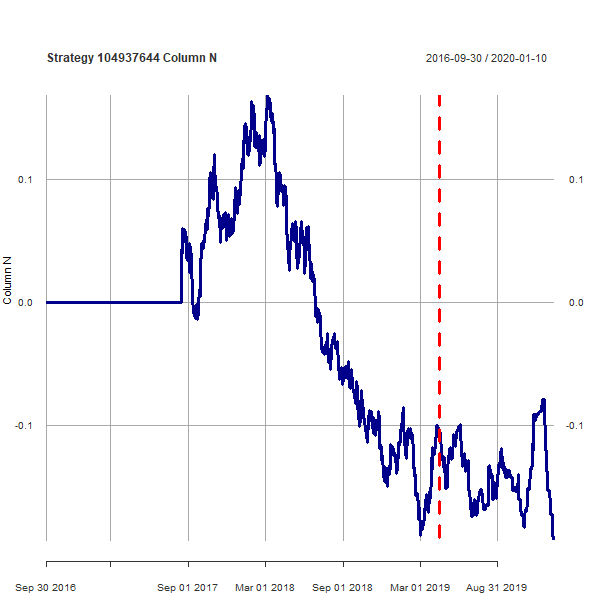 Strategy 104937644 Column N
2016-09-30 / 2020-01-10
0.1
0.1
Column N
0.0
0.0
-0.1
-0.1
Sep 30 2016
Sep 01 2017
Mar 01 2018
Sep 01 2018
Mar 01 2019
Aug 31 2019